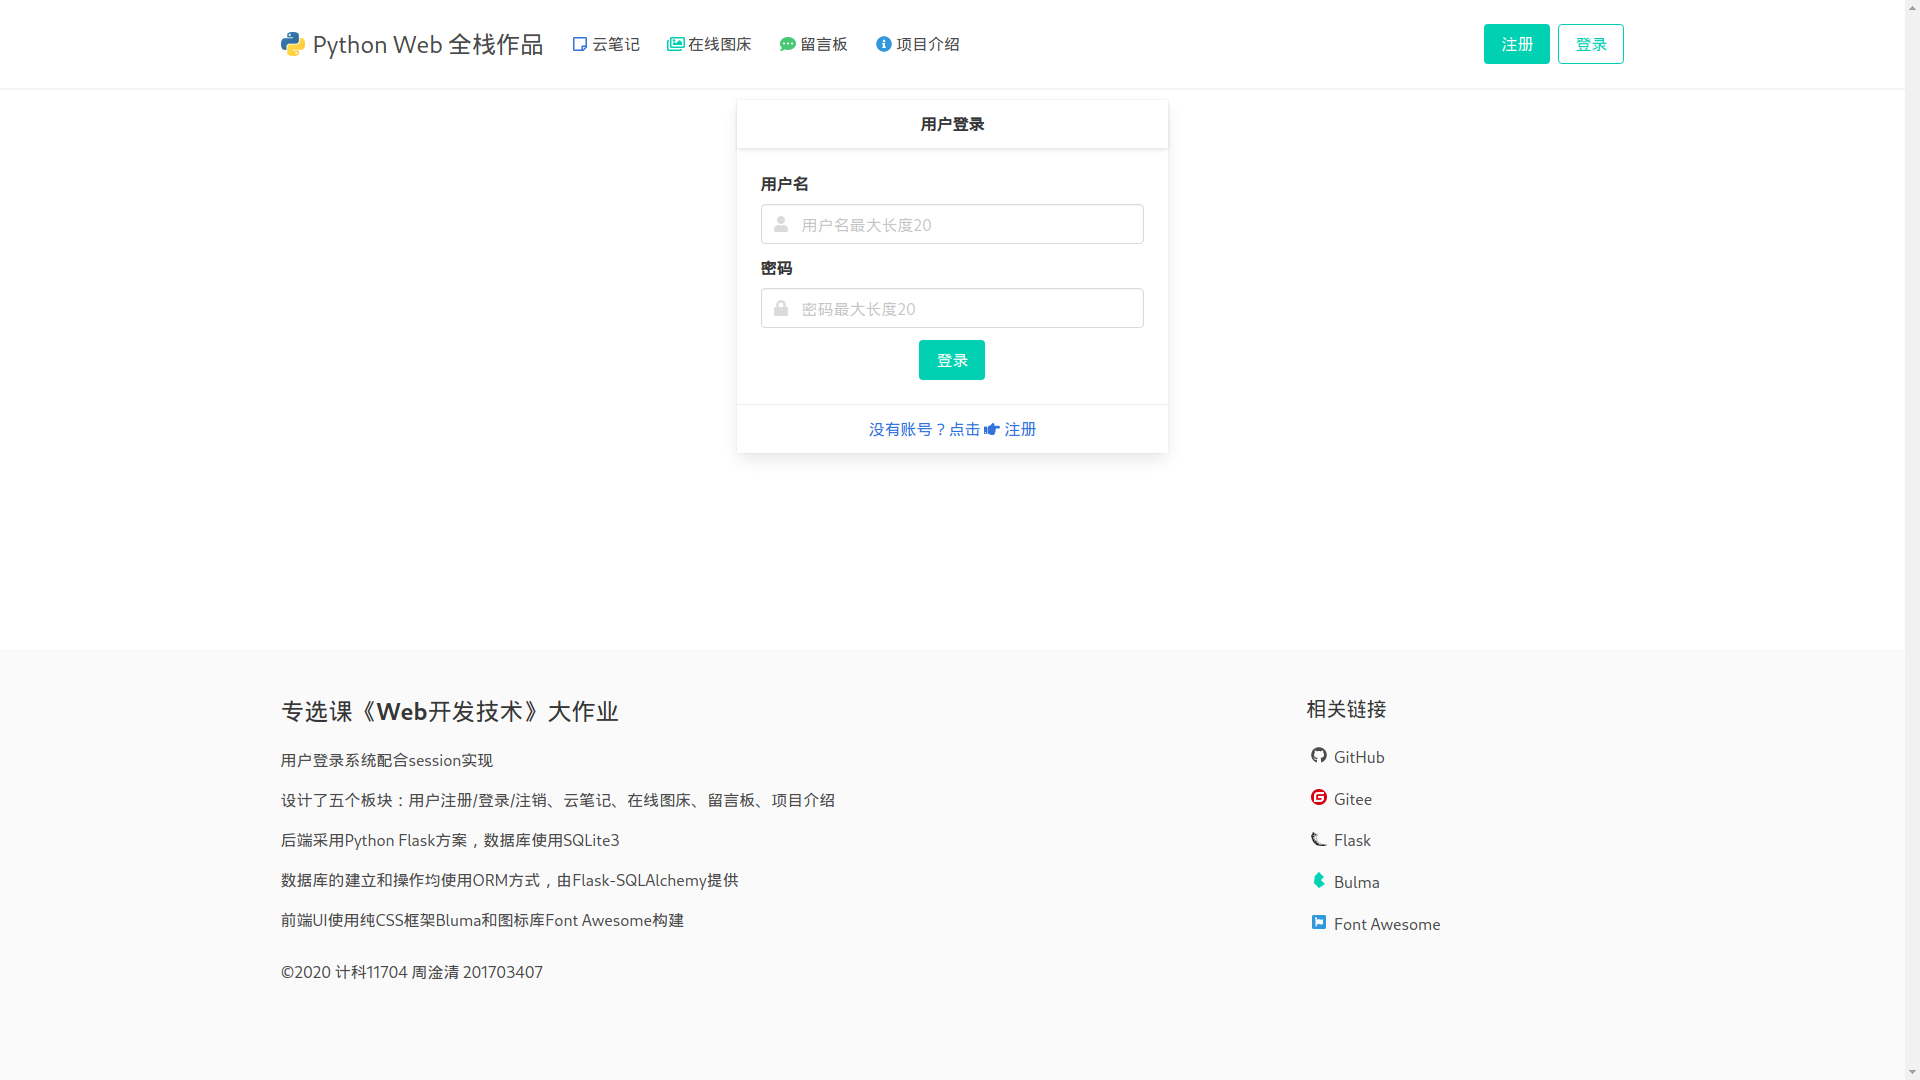 Python Web 全栈作品 云笔记 在线图床 留言板 项目介绍 注册 登录
用户登录
用户名
用户名最大长度20
密码
密码最大长度20
登录
没有账号？点击 注册
专选课《Web开发技术》大作业
用户登录系统配合session实现
设计了五个板块：用户注册/登录/注销、云笔记、在线图床、留言板、项目介绍
后端采用Python Flask方案，数据库使用SQLite3
数据库的建立和操作均使用ORM方式，由Flask-SQLAlchemy提供
前端UI使用纯CSS框架Bluma和图标库Font Awesome构建
©2020 计科11704 周淦清 201703407
相关链接
GitHub
Gitee
Flask
Bulma
Font Awesome